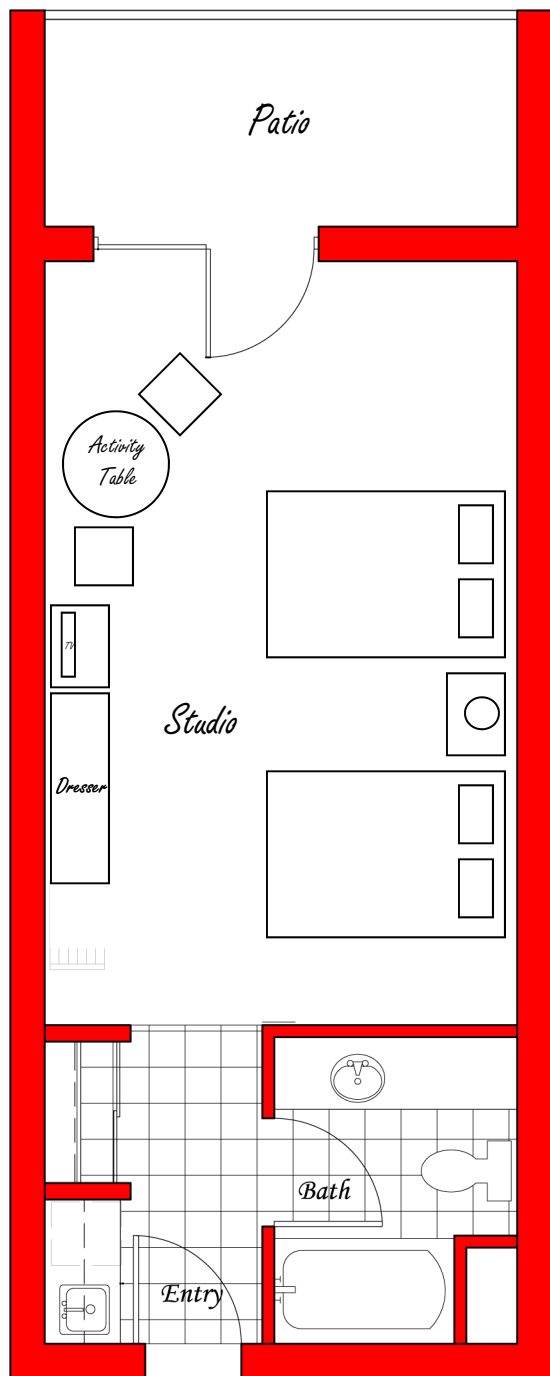 Patio
Activity
Table
TV
Studio
Dresser
Bath
Entry